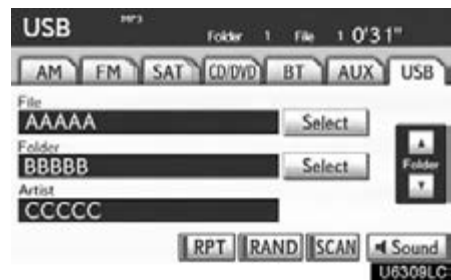 USB MP3 Folder 1 File 1 0'31"
AM FM SAT CD/DVD BT AUX USB
File
AAAAA Select
Folder
BBBBB Select
Folder
Artist
CCCCC
RPT RAND SCAN Sound
U6309LC